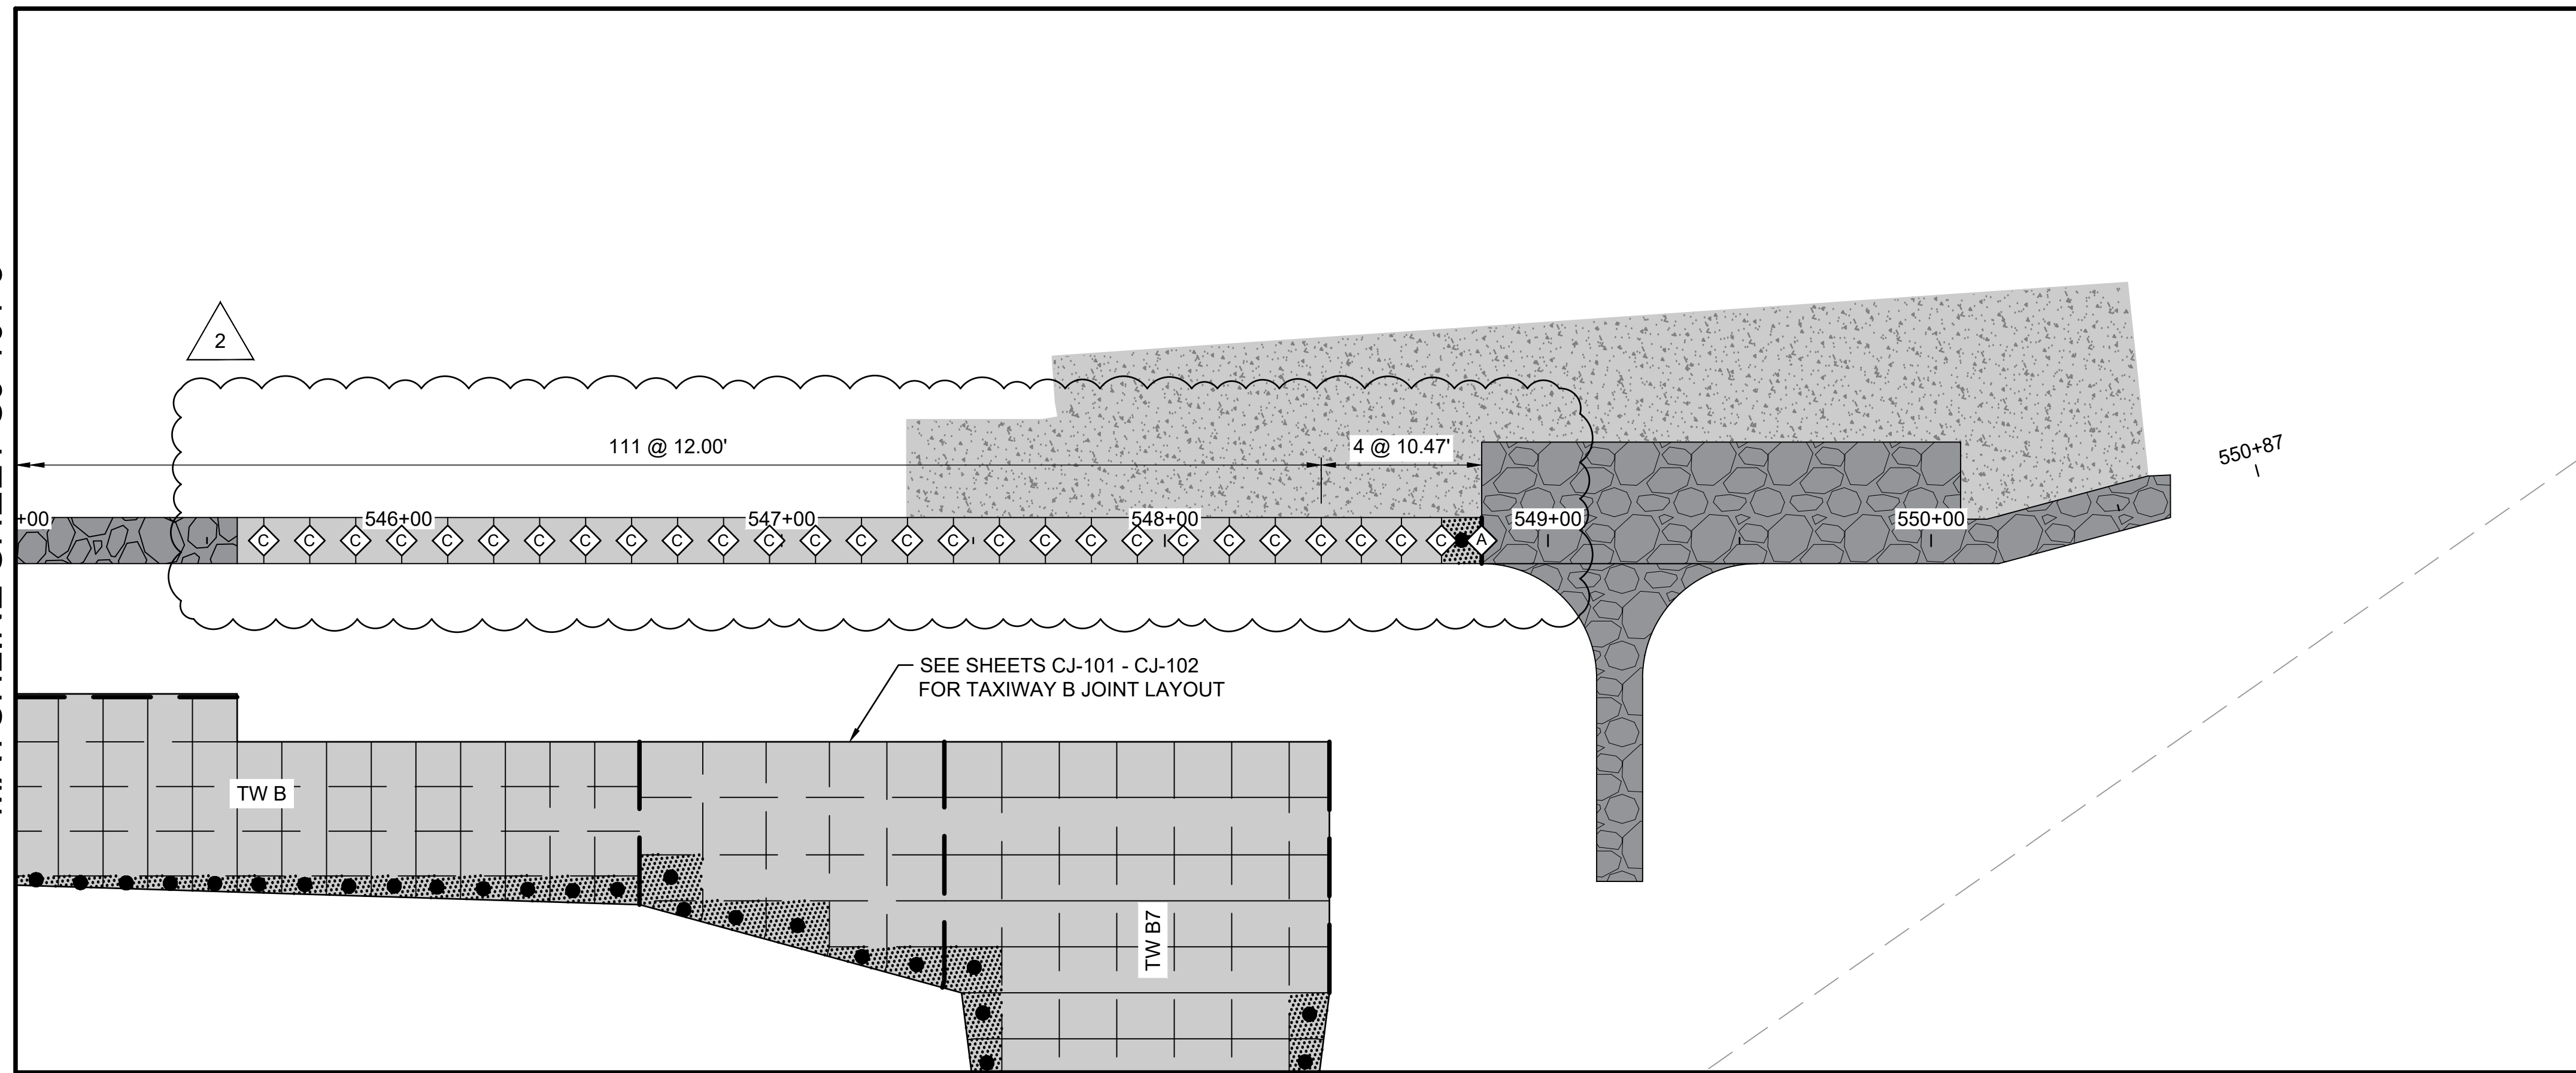 2
111 @ 12.00'
4 @ 10.47'
550+87
+00
546+00
547+00
548+00
549+00
550+00
C C C C C C C C C C C C C C C C C C C C C C C C C C C A
SEE SHEETS CJ-101 - CJ-102
FOR TAXIWAY B JOINT LAYOUT
TW B
TW B7